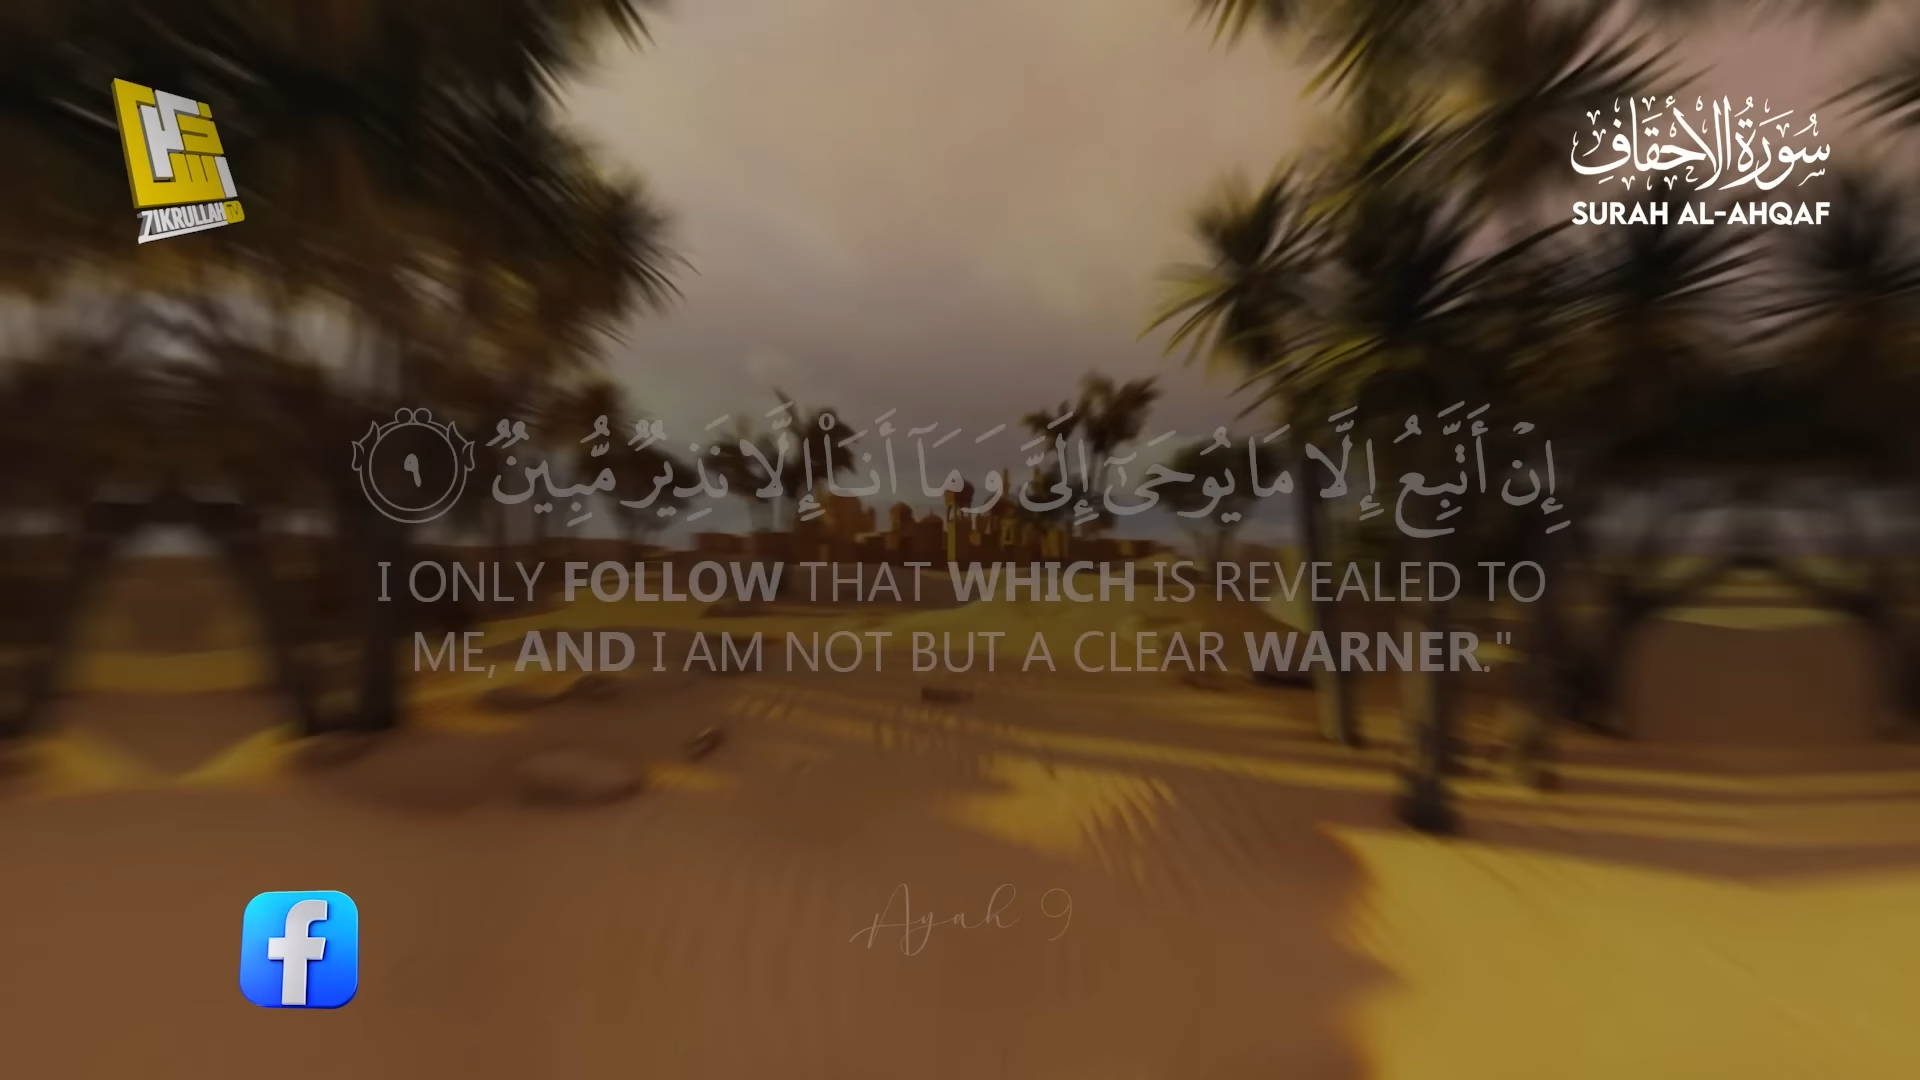 ZIKRULLAH TV
سُورَةُ الأَحْقَافِ
SURAH AL-AHQAF
إِنْ أَتَّبِعُ إِلَّا مَا يُوحَىٰٓ إِلَىَّ وَمَآ أَنَا۠ إِلَّا نَذِيرٌ مُّبِينٌ ٩
I ONLY FOLLOW THAT WHICH IS REVEALED TO
ME, AND I AM NOT BUT A CLEAR WARNER."
Ayah 9